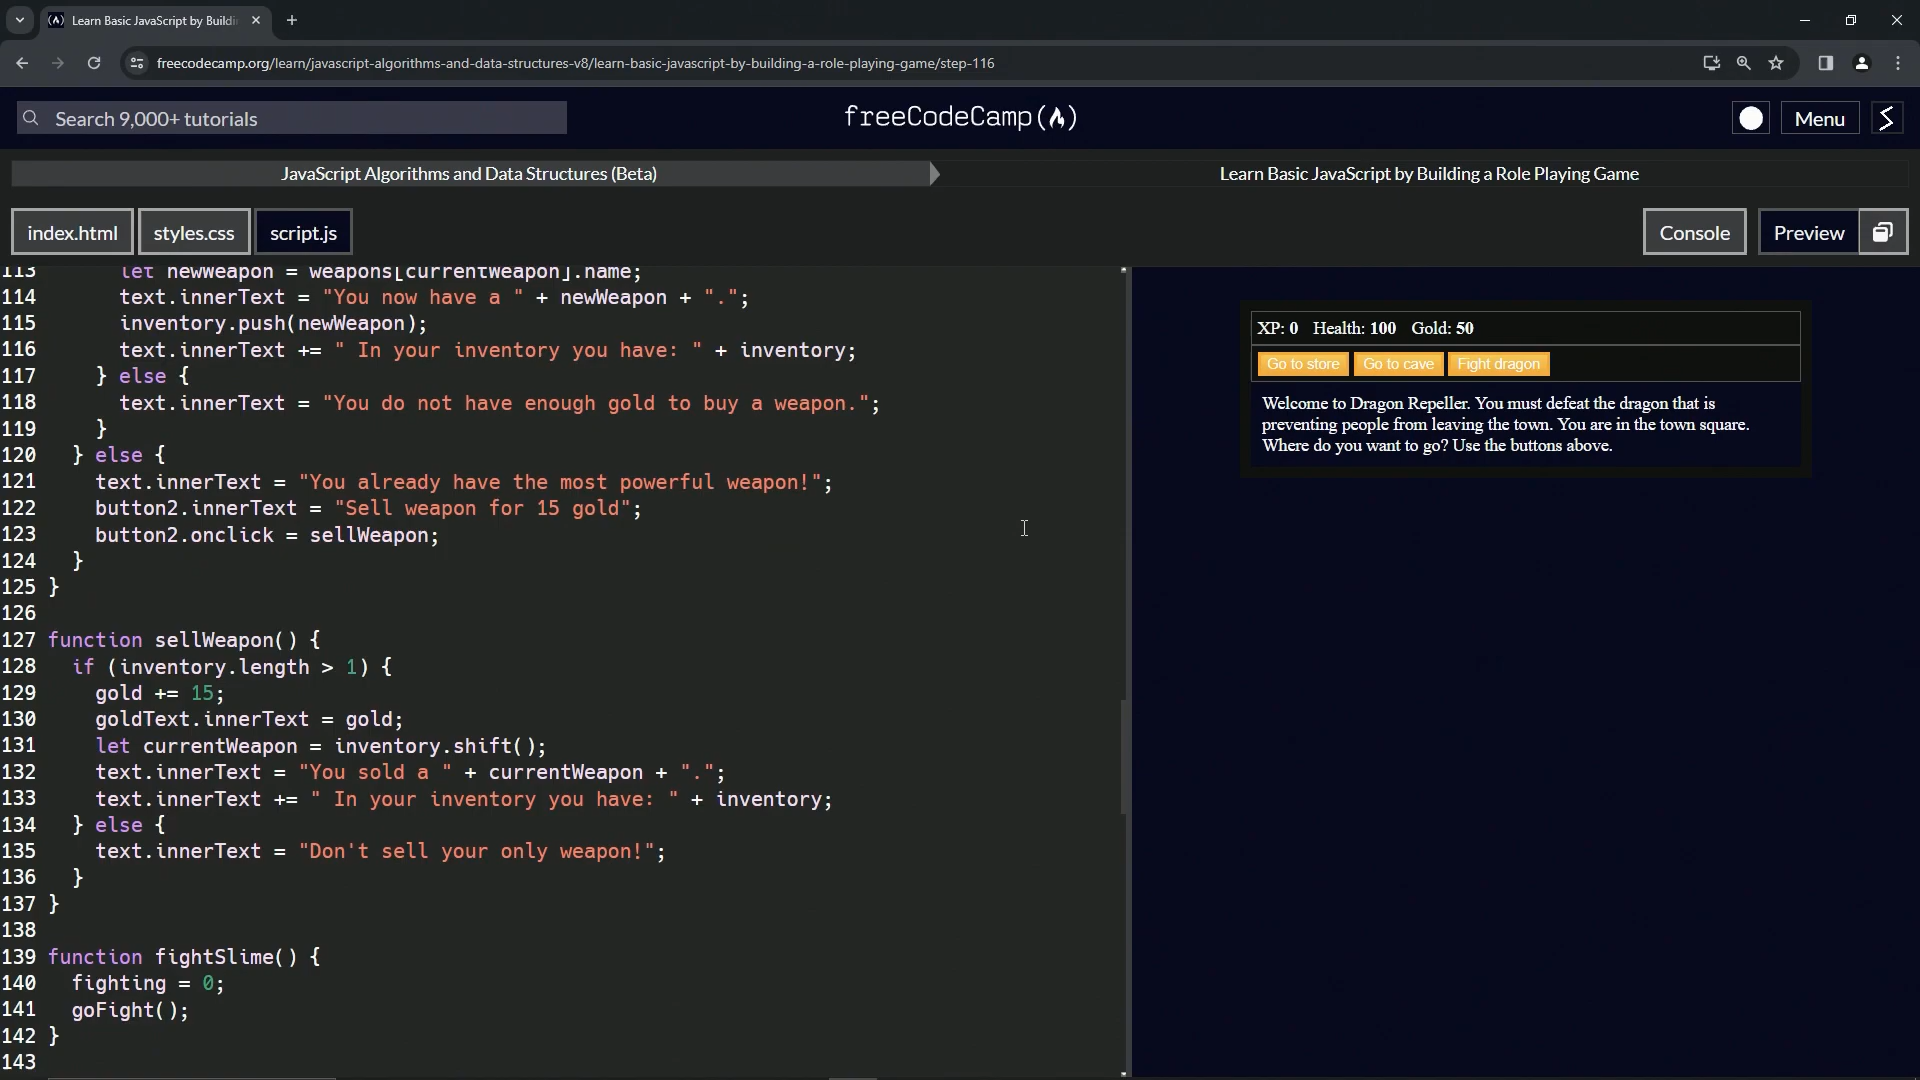 Learn Basic JavaScript by Buildi
freecodecamp.org/learn/javascript-algorithms-and-data-structures-v8/learn-basic-javascript-by-building-a-role-playing-game/step-116
Search 9,000+ tutorials
freeCodeCamp
Menu
JavaScript Algorithms and Data Structures (Beta)
Learn Basic JavaScript by Building a Role Playing Game
index.html
styles.css
script.js
Console
Preview
113 let newWeapon = weapons[currentWeapon].name;
114 text.innerText = "You now have a " + newWeapon + ".";
115 inventory.push(newWeapon);
116 text.innerText += " In your inventory you have: " + inventory;
117 } else {
118 text.innerText = "You do not have enough gold to buy a weapon.";
119 }
120 } else {
121 text.innerText = "You already have the most powerful weapon!";
122 button2.innerText = "Sell weapon for 15 gold";
123 button2.onclick = sellWeapon;
124 }
125 }
126
127 function sellWeapon() {
128 if (inventory.length > 1) {
129 gold += 15;
130 goldText.innerText = gold;
131 let currentWeapon = inventory.shift();
132 text.innerText = "You sold a " + currentWeapon + ".";
133 text.innerText += " In your inventory you have: " + inventory;
134 } else {
135 text.innerText = "Don't sell your only weapon!";
136 }
137 }
138
139 function fightSlime() {
140 fighting = 0;
141 goFight();
142 }
143
XP: 0 Health: 100 Gold: 50
Go to store
Go to cave
Fight dragon
Welcome to Dragon Repeller. You must defeat the dragon that is
preventing people from leaving the town. You are in the town square.
Where do you want to go? Use the buttons above.